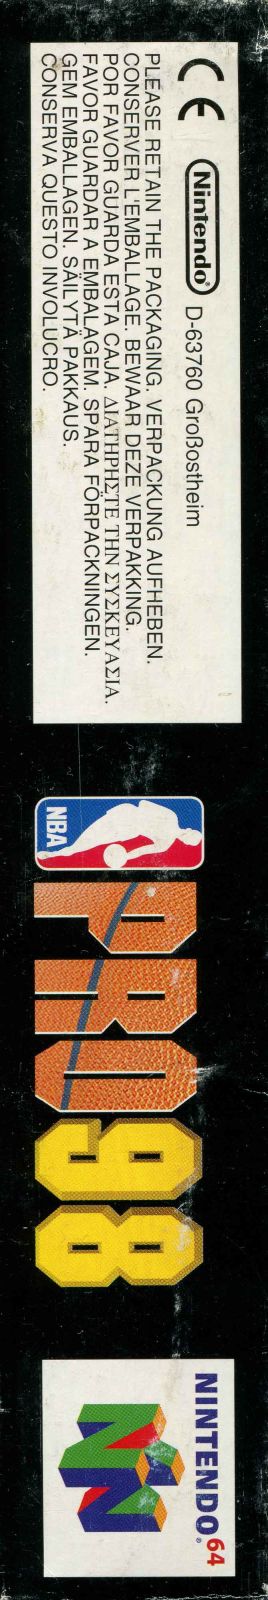 CE Nintendo® D-63760 Großostheim
PLEASE RETAIN THE PACKAGING. VERPACKUNG AUFHEBEN.
CONSERVER L'EMBALLAGE. BEWAAR DEZE VERPAKKING.
POR FAVOR GUARDA ESTA CAJA. ΔΙΑΤΗΡΗΣΤΕ ΤΗΝ ΣΥΣΚΕΥΑΣΙΑ.
FAVOR GUARDAR A EMBALAGEM. SPARA FÖRPACKNINGEN.
GEM EMBALLAGEN. SÄILYTÄ PAKKAUS.
CONSERVA QUESTO INVOLUCRO.
NBA
PRO 98
NINTENDO®64